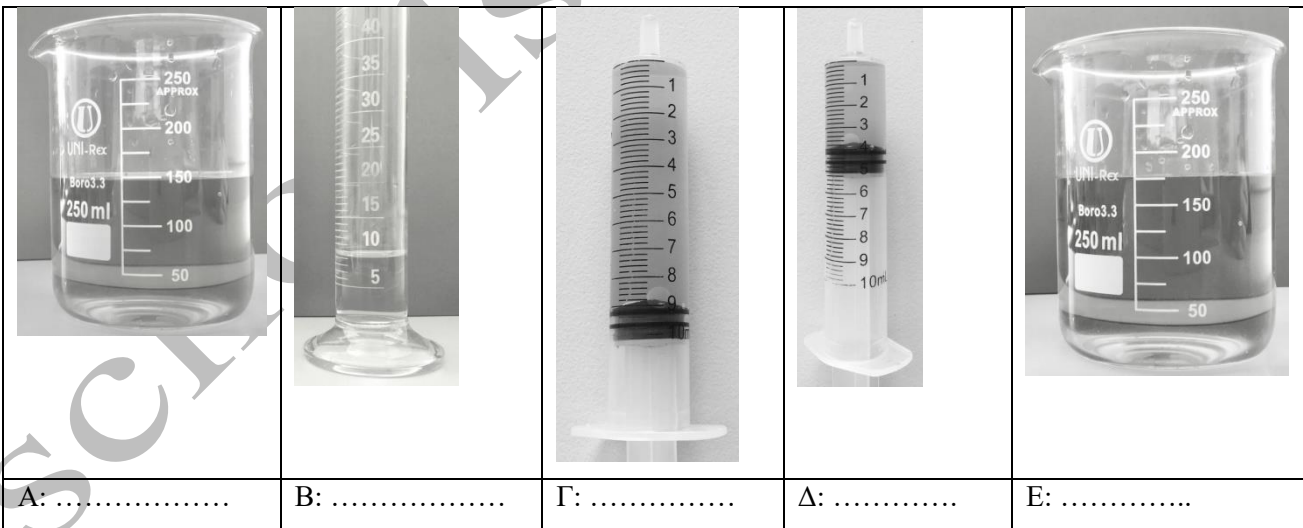 250
APPROX
200
150
100
50
UNI-Rex
Boro3.3
250 ml
40
35
30
25
20
15
10
5
1
2
3
4
5
6
7
8
9
1
2
3
4
5
6
7
8
9
10mL
250
APPROX
200
150
100
50
UNI-Rex
Boro3.3
250 ml
Α: ………………
Β: ………………
Γ: ……………
Δ: ………….
Ε: …………..